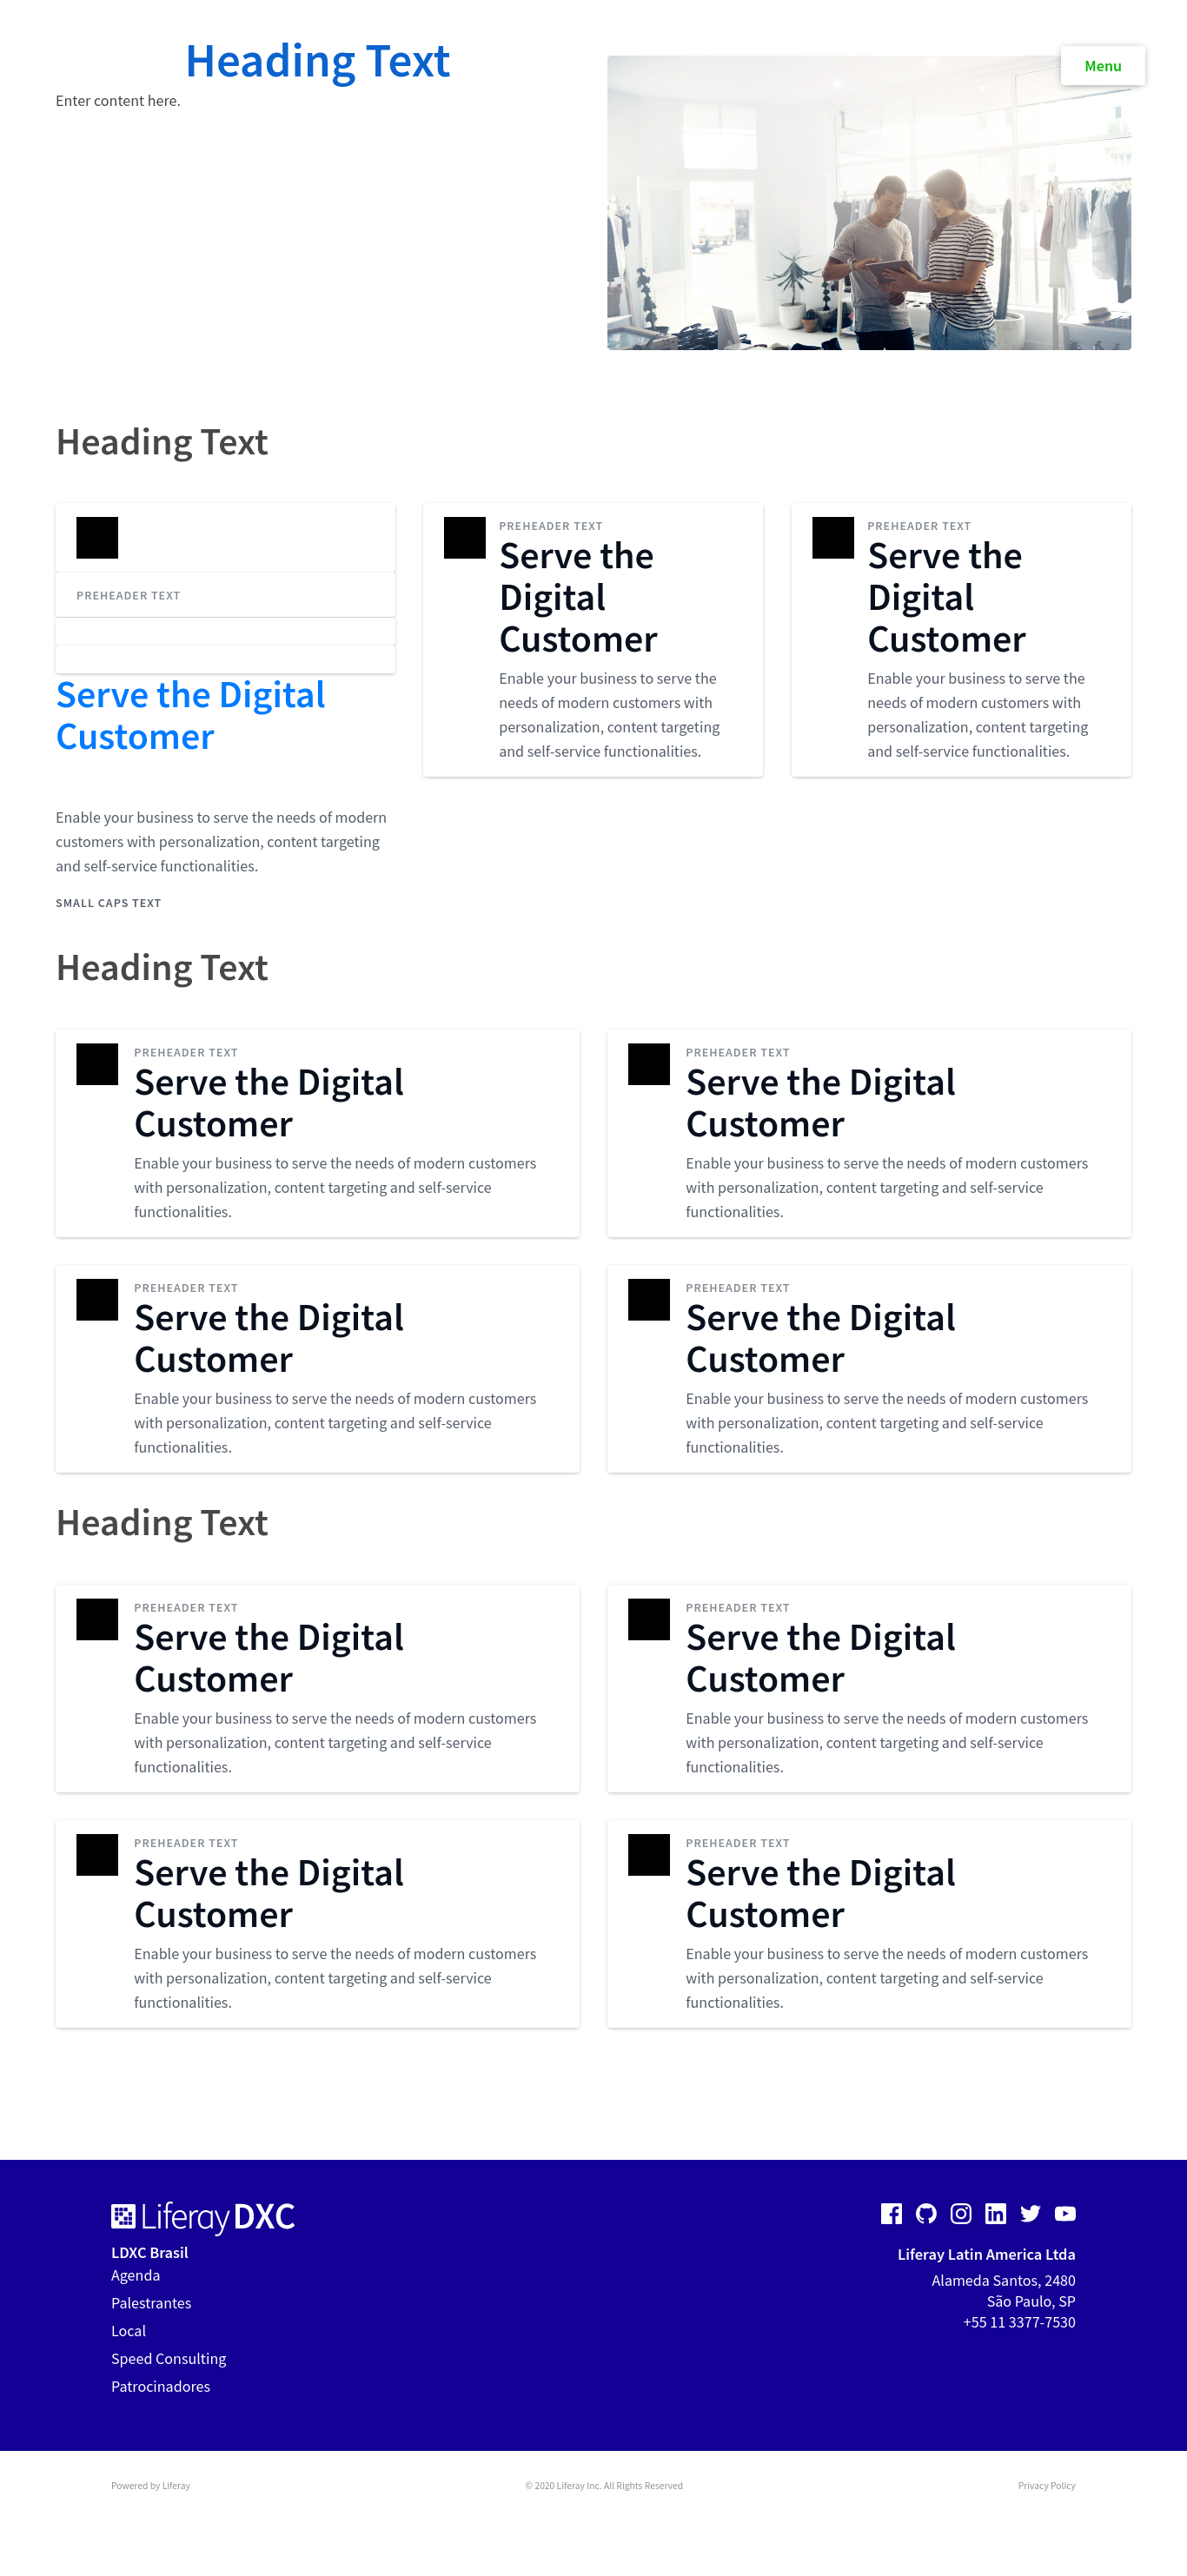 Heading Text
Menu
Enter content here.
Heading Text
PREHEADER TEXT
Serve the Digital
Customer
Enable your business to serve the needs of modern
customers with personalization, content targeting
and self-service functionalities.
SMALL CAPS TEXT
PREHEADER TEXT
Serve the
Digital
Customer
Enable your business to serve the
needs of modern customers with
personalization, content targeting
and self-service functionalities.
PREHEADER TEXT
Serve the
Digital
Customer
Enable your business to serve the
needs of modern customers with
personalization, content targeting
and self-service functionalities.
Heading Text
PREHEADER TEXT
Serve the Digital
Customer
Enable your business to serve the needs of modern customers
with personalization, content targeting and self-service
functionalities.
PREHEADER TEXT
Serve the Digital
Customer
Enable your business to serve the needs of modern customers
with personalization, content targeting and self-service
functionalities.
PREHEADER TEXT
Serve the Digital
Customer
Enable your business to serve the needs of modern customers
with personalization, content targeting and self-service
functionalities.
PREHEADER TEXT
Serve the Digital
Customer
Enable your business to serve the needs of modern customers
with personalization, content targeting and self-service
functionalities.
Heading Text
PREHEADER TEXT
Serve the Digital
Customer
Enable your business to serve the needs of modern customers
with personalization, content targeting and self-service
functionalities.
PREHEADER TEXT
Serve the Digital
Customer
Enable your business to serve the needs of modern customers
with personalization, content targeting and self-service
functionalities.
PREHEADER TEXT
Serve the Digital
Customer
Enable your business to serve the needs of modern customers
with personalization, content targeting and self-service
functionalities.
PREHEADER TEXT
Serve the Digital
Customer
Enable your business to serve the needs of modern customers
with personalization, content targeting and self-service
functionalities.
Liferay DXC
LDXC Brasil
Agenda
Palestrantes
Local
Speed Consulting
Patrocinadores
Liferay Latin America Ltda
Alameda Santos, 2480
São Paulo, SP
+55 11 3377-7530
Powered by Liferay
© 2020 Liferay Inc. All Rights Reserved
Privacy Policy